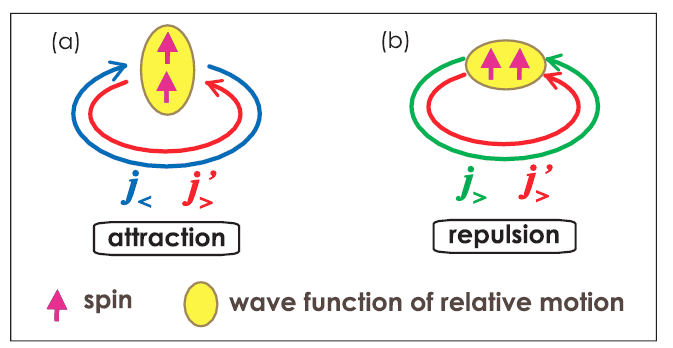 (a)
(b)
j< j'>
j> j'>
attraction
repulsion
spin
wave function of relative motion